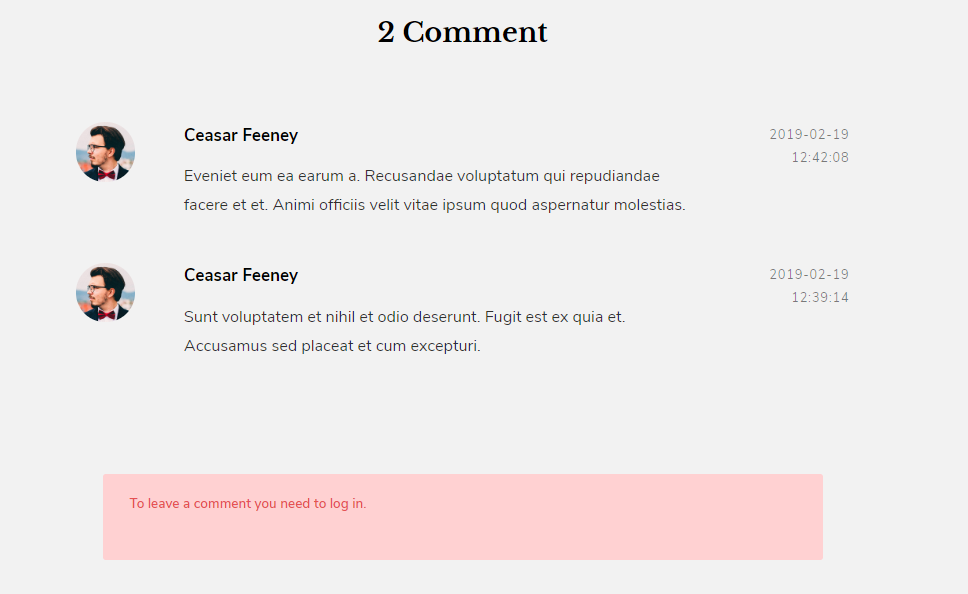 2 Comment
Ceasar Feeney
2019-02-19
12:42:08
Eveniet eum ea earum a. Recusandae voluptatum qui repudiandae
facere et et. Animi officiis velit vitae ipsum quod aspernatur molestias.
Ceasar Feeney
2019-02-19
12:39:14
Sunt voluptatem et nihil et odio deserunt. Fugit est ex quia et.
Accusamus sed placeat et cum excepturi.
To leave a comment you need to log in.